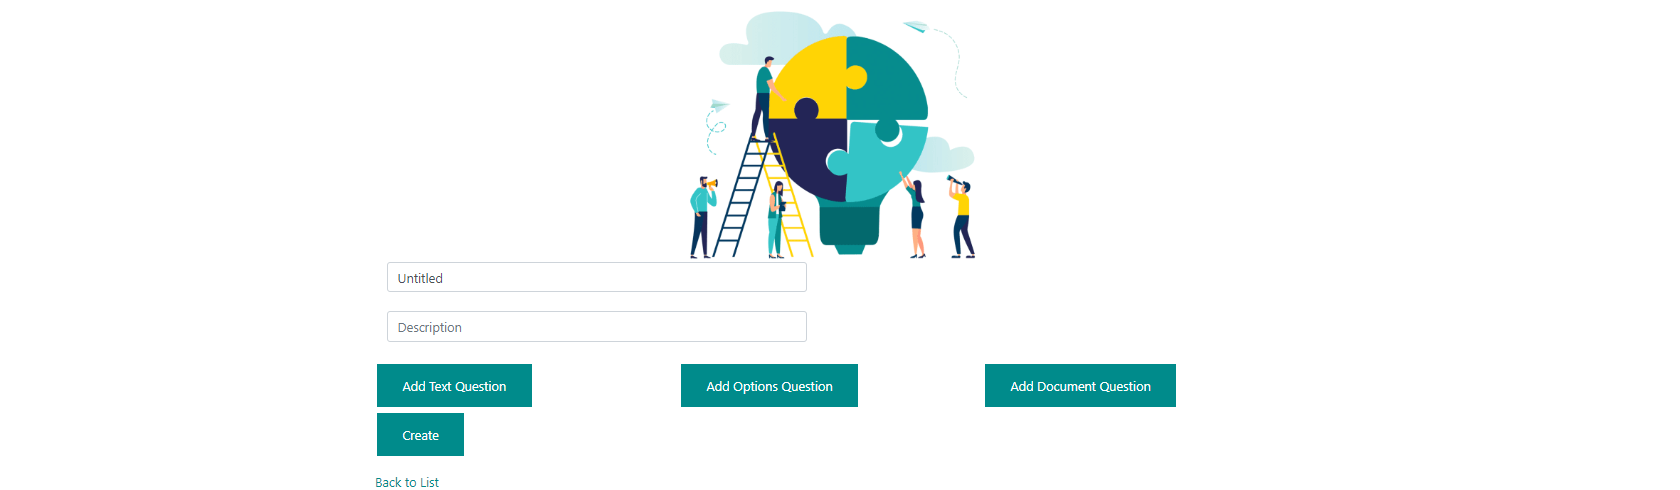 Untitled
Description
Add Text Question Add Options Question Add Document Question
Create
Back to List